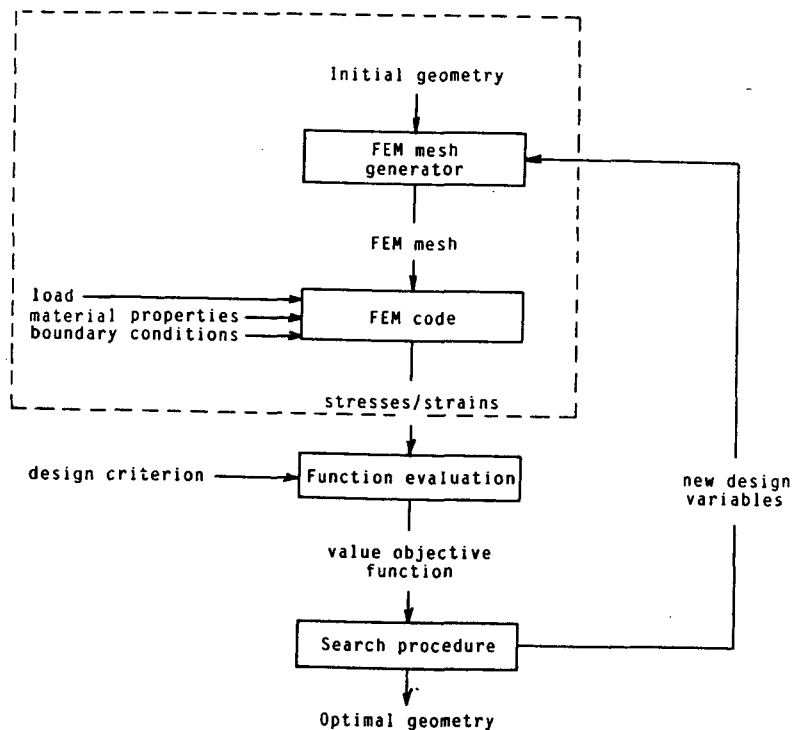 Initial geometry
FEM mesh
generator
FEM mesh
load
material properties
boundary conditions
FEM code
stresses/strains
design criterion
Function evaluation
new design
variables
value objective
function
Search procedure
Optimal geometry